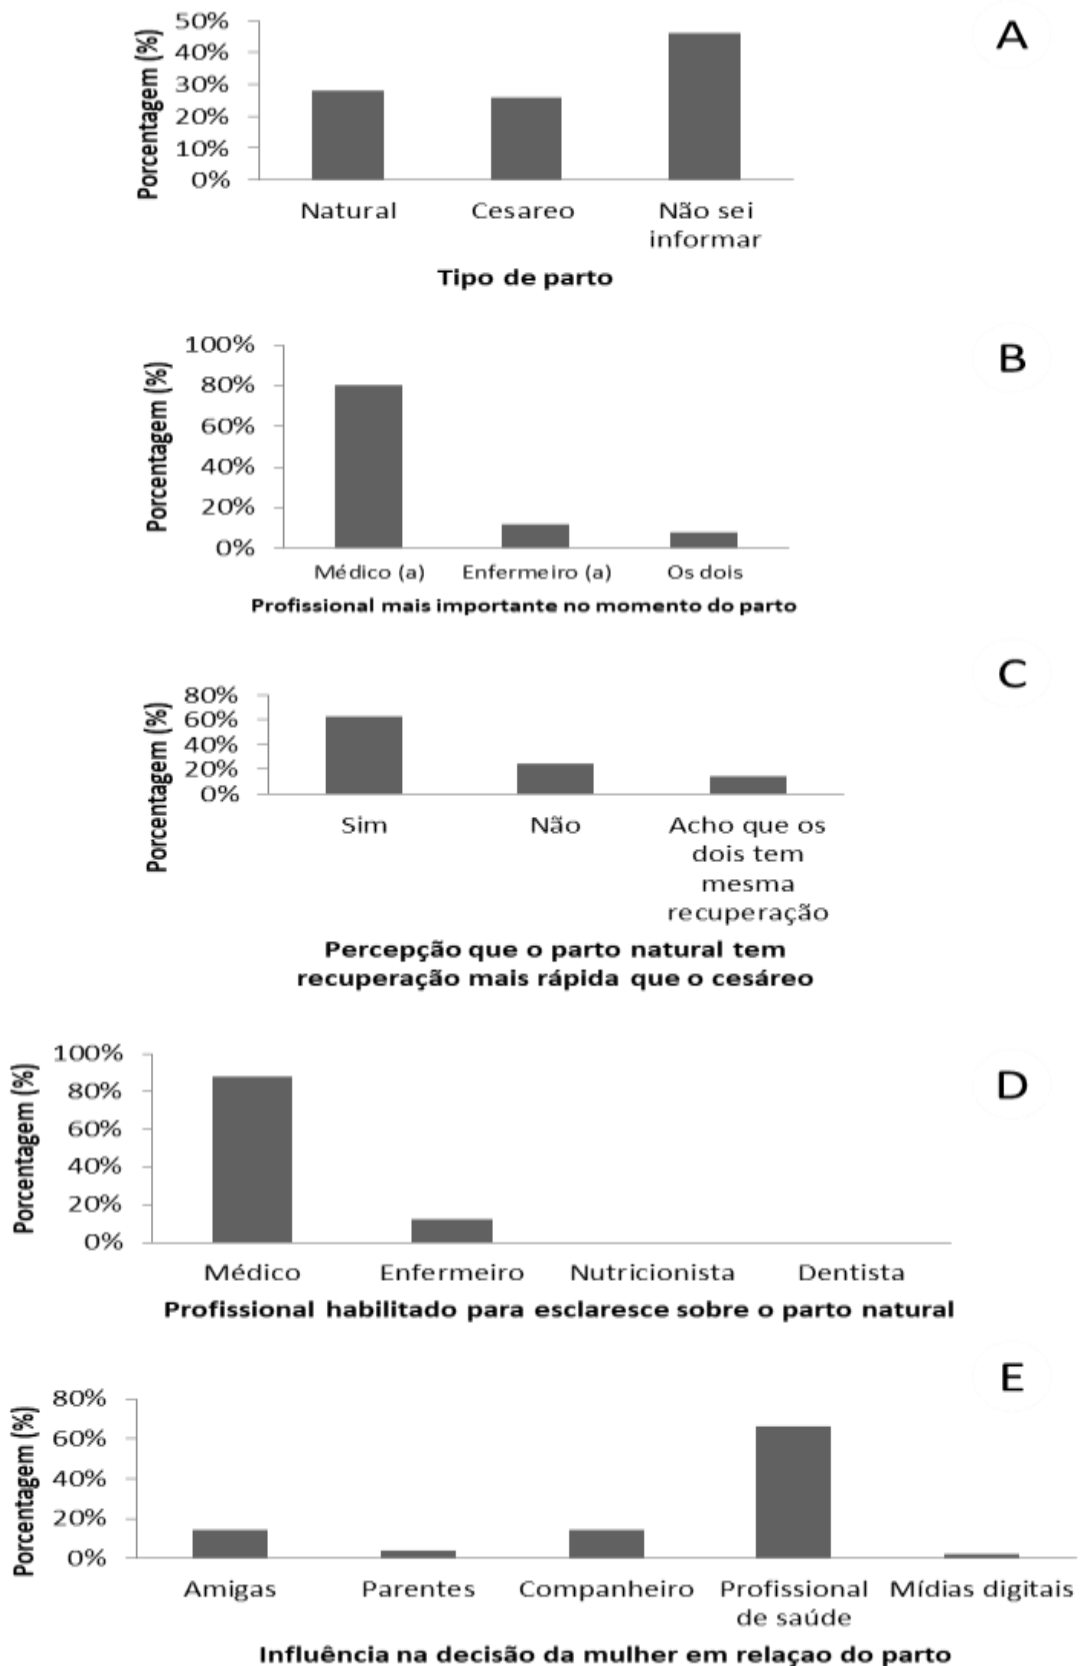 A
Porcentagem (%)
50%
40%
30%
20%
10%
0%
Natural Cesareo Não sei
informar
Tipo de parto
B
Porcentagem (%)
100%
80%
60%
40%
20%
0%
Médico (a) Enfermeiro (a) Os dois
Profissional mais importante no momento do parto
C
Porcentagem (%)
80%
60%
40%
20%
0%
Sim Não Acho que os
dois tem
mesma
recuperação
Percepção que o parto natural tem
recuperação mais rápida que o cesáreo
D
Porcentagem (%)
100%
80%
60%
40%
20%
0%
Médico Enfermeiro Nutricionista Dentista
Profissional habilitado para esclaresce sobre o parto natural
E
Porcentagem (%)
80%
60%
40%
20%
0%
Amigas Parentes Companheiro Profissional Mídias digitais
de saúde
Influência na decisão da mulher em relaçao do parto